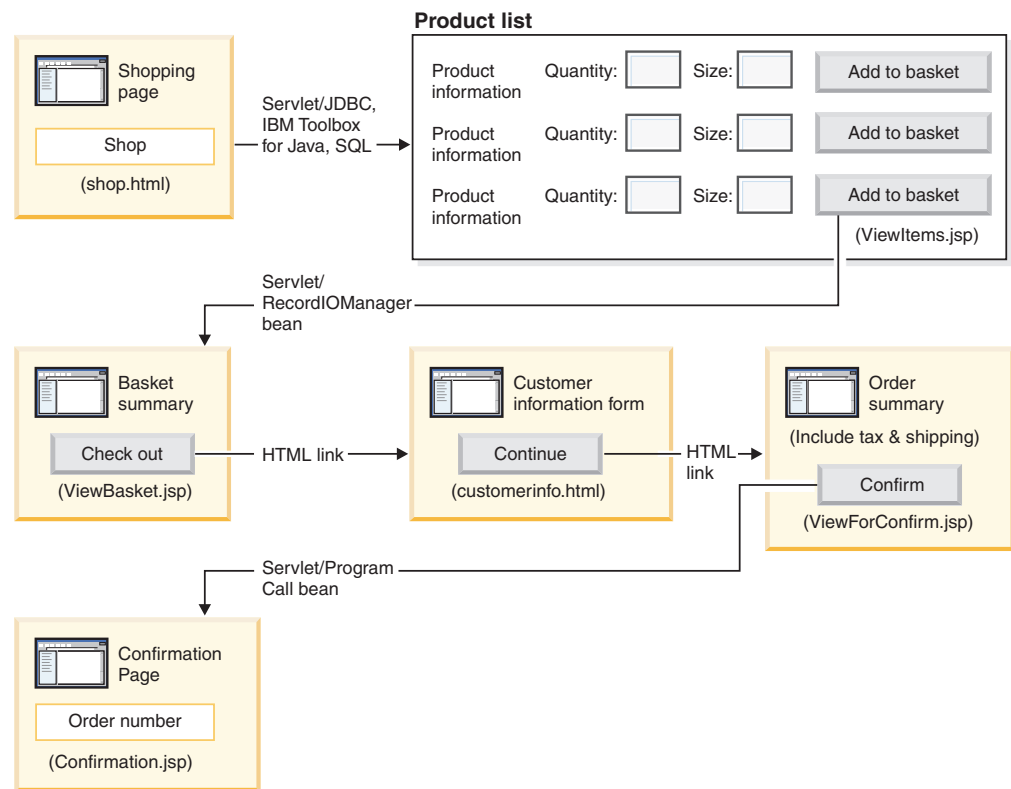 Product list
Shopping
page
Shop
(shop.html)
Servlet/JDBC,
IBM Toolbox
for Java, SQL
Product
information
Quantity:
Size:
Add to basket
Product
information
Quantity:
Size:
Add to basket
Product
information
Quantity:
Size:
Add to basket
(ViewItems.jsp)
Servlet/
RecordIOManager
bean
Basket
summary
Check out
(ViewBasket.jsp)
HTML link
Customer
information form
Continue
(customerinfo.html)
HTML
link
Order
summary
(Include tax & shipping)
Confirm
(ViewForConfirm.jsp)
Servlet/Program
Call bean
Confirmation
Page
Order number
(Confirmation.jsp)